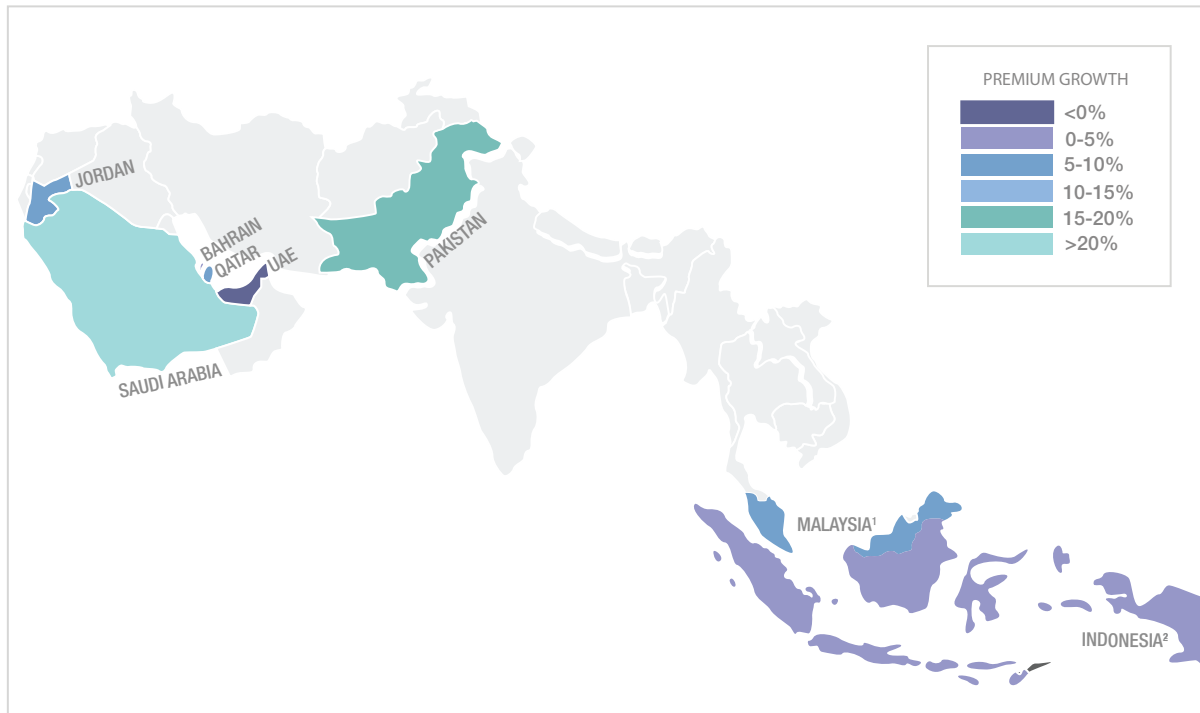 PREMIUM GROWTH
<0%
0-5%
5-10%
10-15%
15-20%
>20%
JORDAN
BAHRAIN
QATAR
UAE
PAKISTAN
SAUDI ARABIA
MALAYSIA¹
INDONESIA²